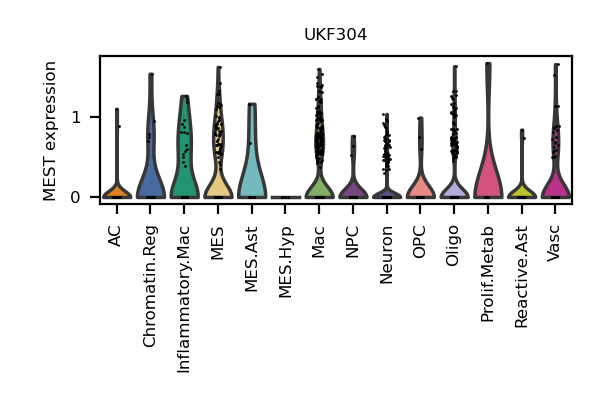 UKF304
MEST expression
1
0
AC
Chromatin.Reg
Inflammatory.Mac
MES
MES.Ast
MES.Hyp
Mac
NPC
Neuron
OPC
Oligo
Prolif.Metab
Reactive.Ast
Vasc